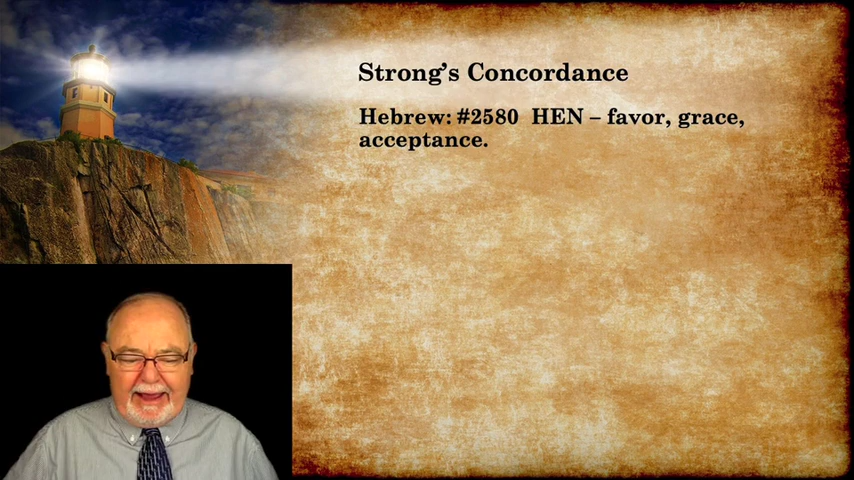 Strong’s Concordance
Hebrew: #2580  HEN – favor, grace,
acceptance.